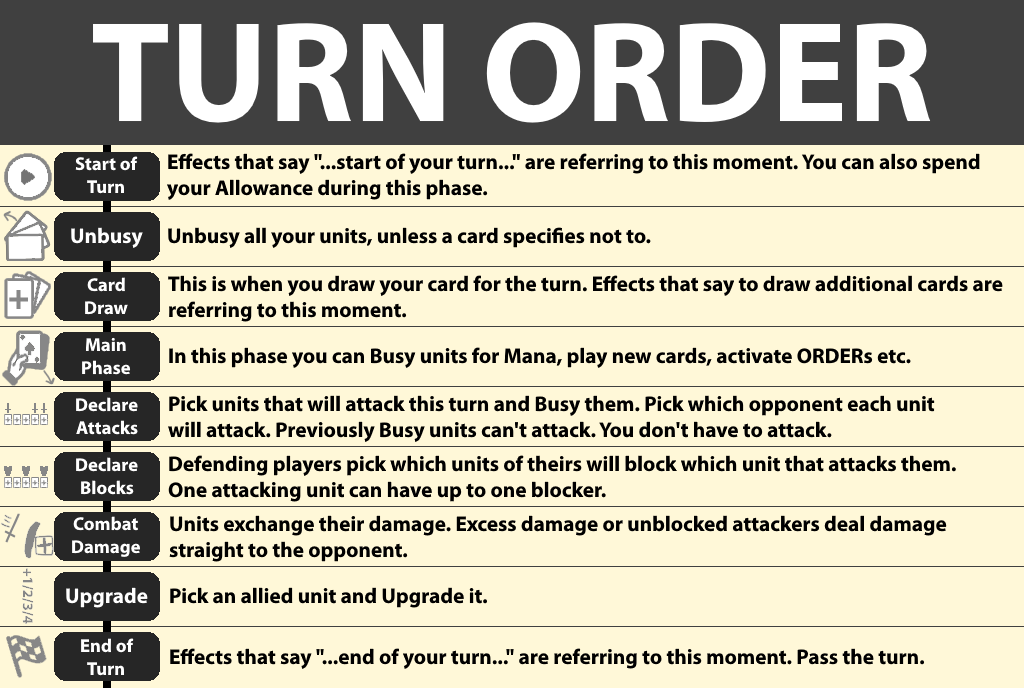 TURN ORDER
Start of
Turn
Effects that say "...start of your turn..." are referring to this moment. You can also spend
your Allowance during this phase.
Unbusy
Unbusy all your units, unless a card specifies not to.
Card
Draw
This is when you draw your card for the turn. Effects that say to draw additional cards are
referring to this moment.
Main
Phase
In this phase you can Busy units for Mana, play new cards, activate ORDERs etc.
Declare
Attacks
Pick units that will attack this turn and Busy them. Pick which opponent each unit
will attack. Previously Busy units can't attack. You don't have to attack.
Declare
Blocks
Defending players pick which units of theirs will block which unit that attacks them.
One attacking unit can have up to one blocker.
Combat
Damage
Units exchange their damage. Excess damage or unblocked attackers deal damage
straight to the opponent.
+1/2/3/4
Upgrade
Pick an allied unit and Upgrade it.
End of
Turn
Effects that say "...end of your turn..." are referring to this moment. Pass the turn.